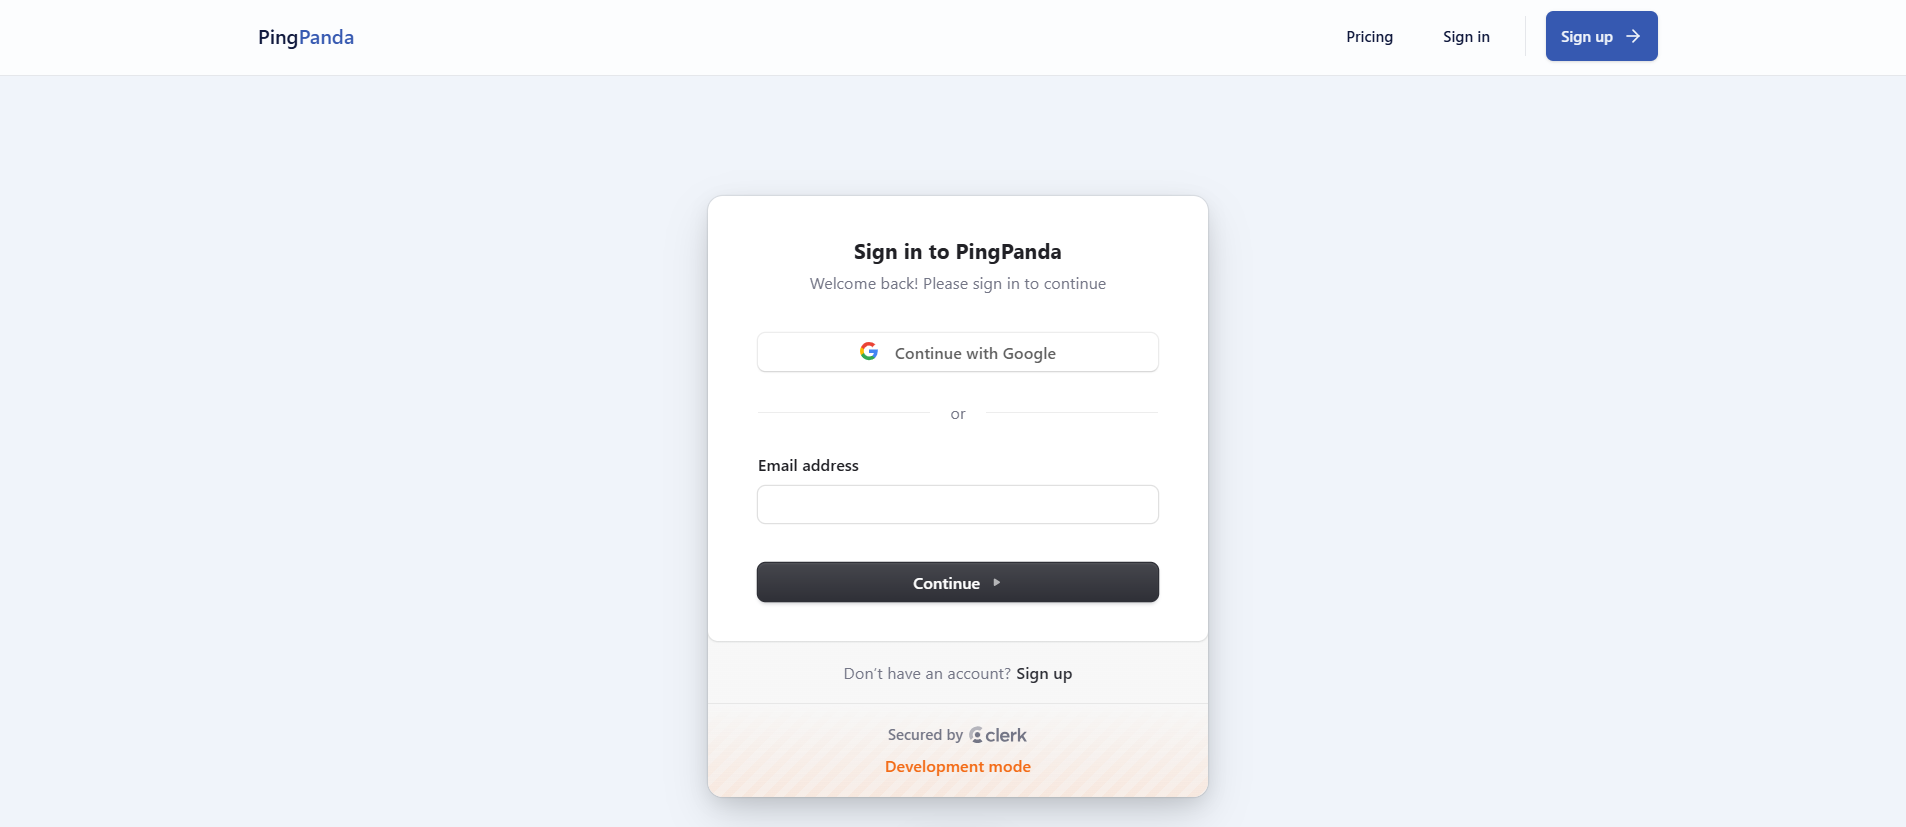 PingPanda
Pricing
Sign in
Sign up
Sign in to PingPanda
Welcome back! Please sign in to continue
Continue with Google
or
Email address
Continue
Don't have an account? Sign up
Secured by clerk
Development mode